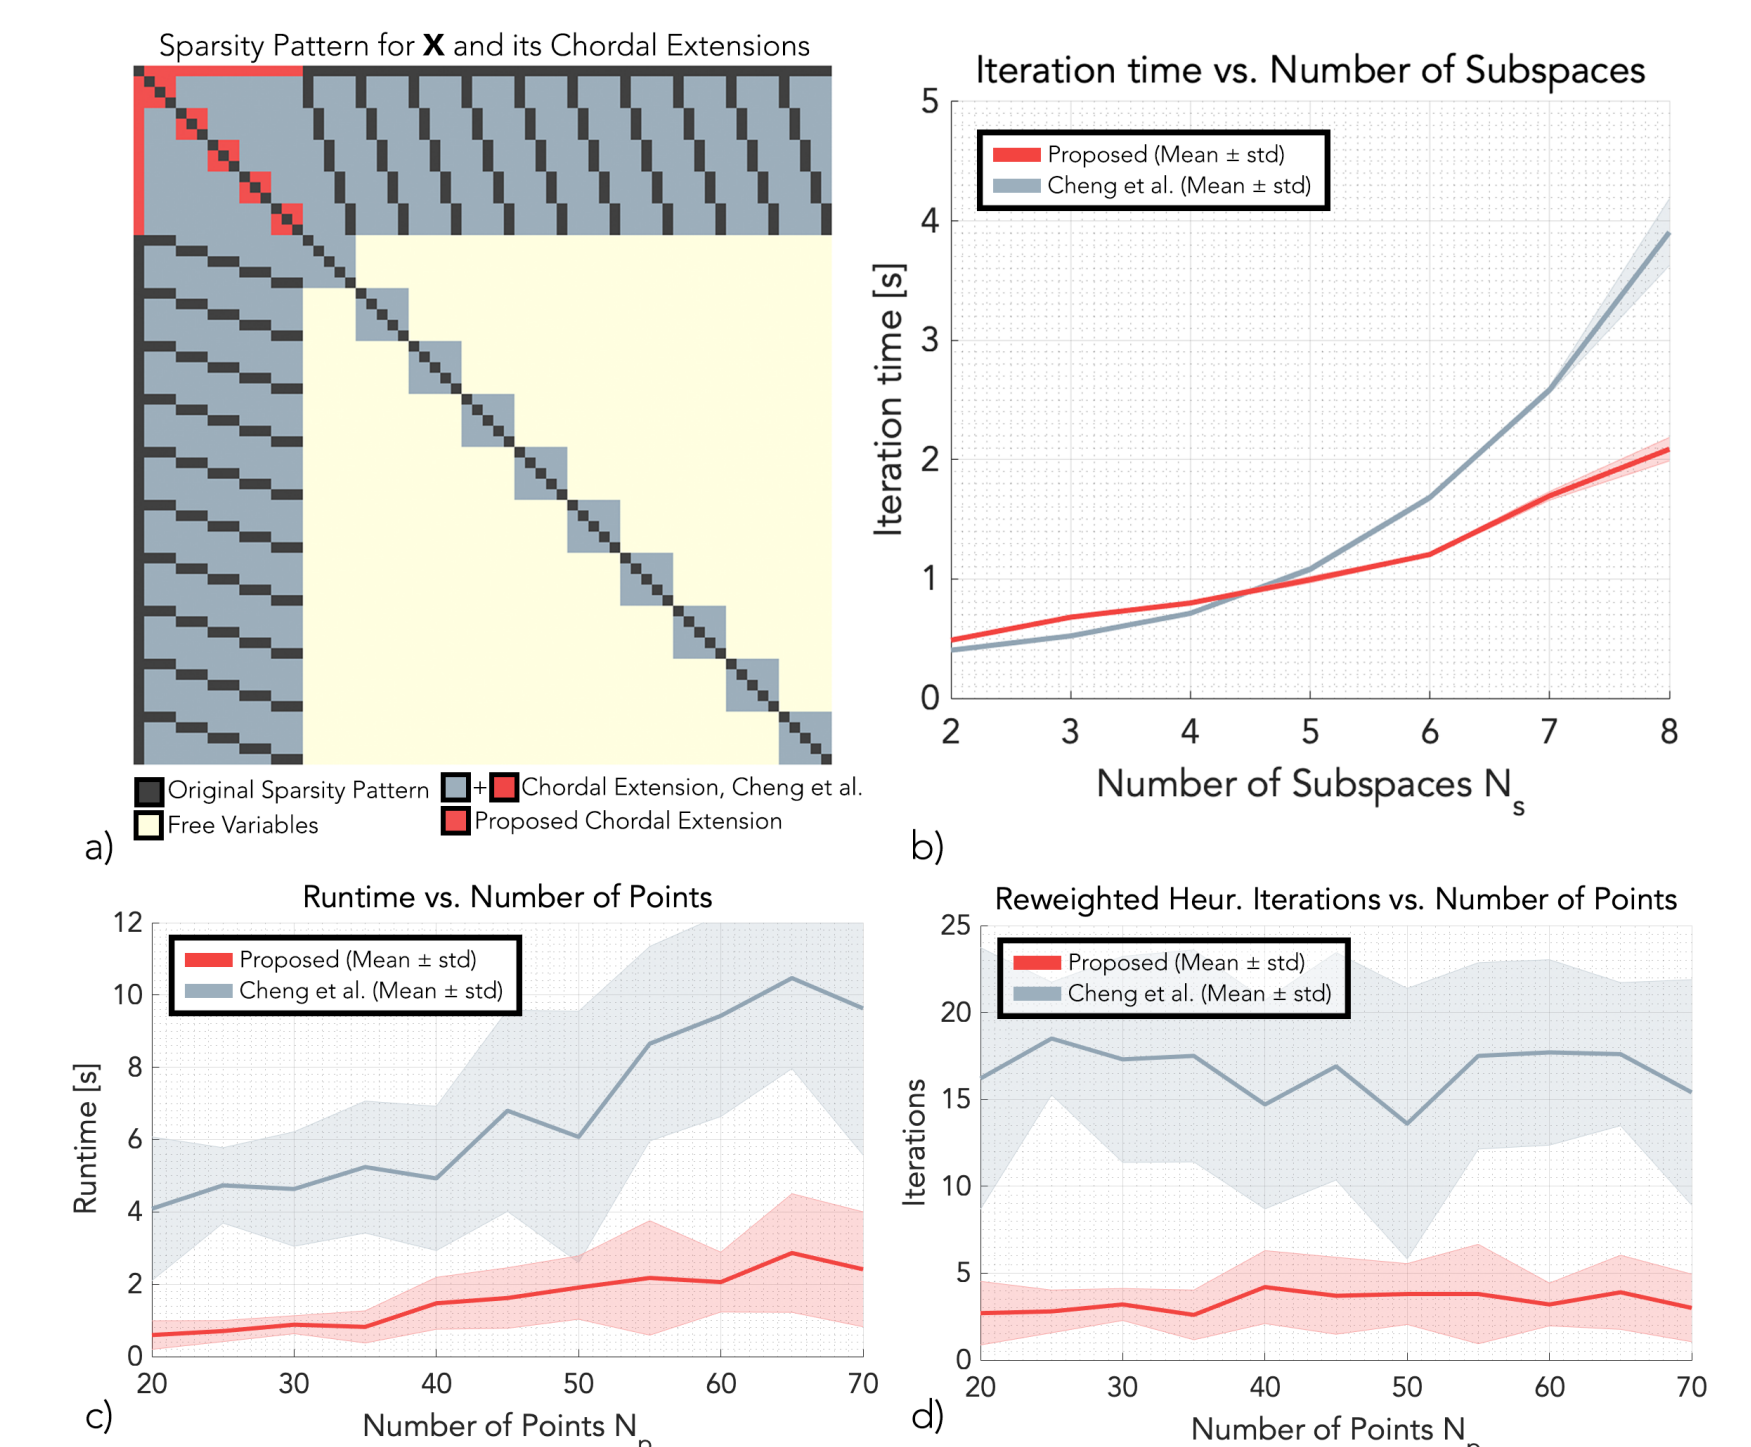 Sparsity Pattern for X and its Chordal Extensions
Original Sparsity Pattern
+ Chordal Extension, Cheng et al.
Free Variables
Proposed Chordal Extension
a)
Iteration time vs. Number of Subspaces
Proposed (Mean ± std)
Cheng et al. (Mean ± std)
Iteration time [s]
5
4
3
2
1
0
2 3 4 5 6 7 8
Number of Subspaces Ns
b)
Runtime vs. Number of Points
Proposed (Mean ± std)
Cheng et al. (Mean ± std)
Runtime [s]
12
10
8
6
4
2
0
20 30 40 50 60 70
Number of Points N
c)
Reweighted Heur. Iterations vs. Number of Points
Proposed (Mean ± std)
Cheng et al. (Mean ± std)
Iterations
25
20
15
10
5
0
20 30 40 50 60 70
Number of Points N
d)